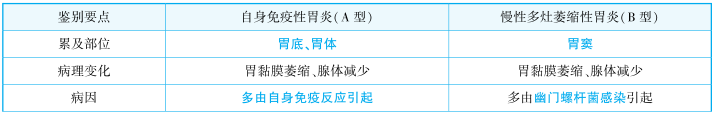 鉴别要点 自身免疫性胃炎(A 型) 慢性多灶萎缩性胃炎(B 型)
累及部位 胃底、胃体 胃窦
病理变化 胃黏膜萎缩、腺体减少 胃黏膜萎缩、腺体减少
病因 多由自身免疫反应引起 多由幽门螺杆菌感染引起